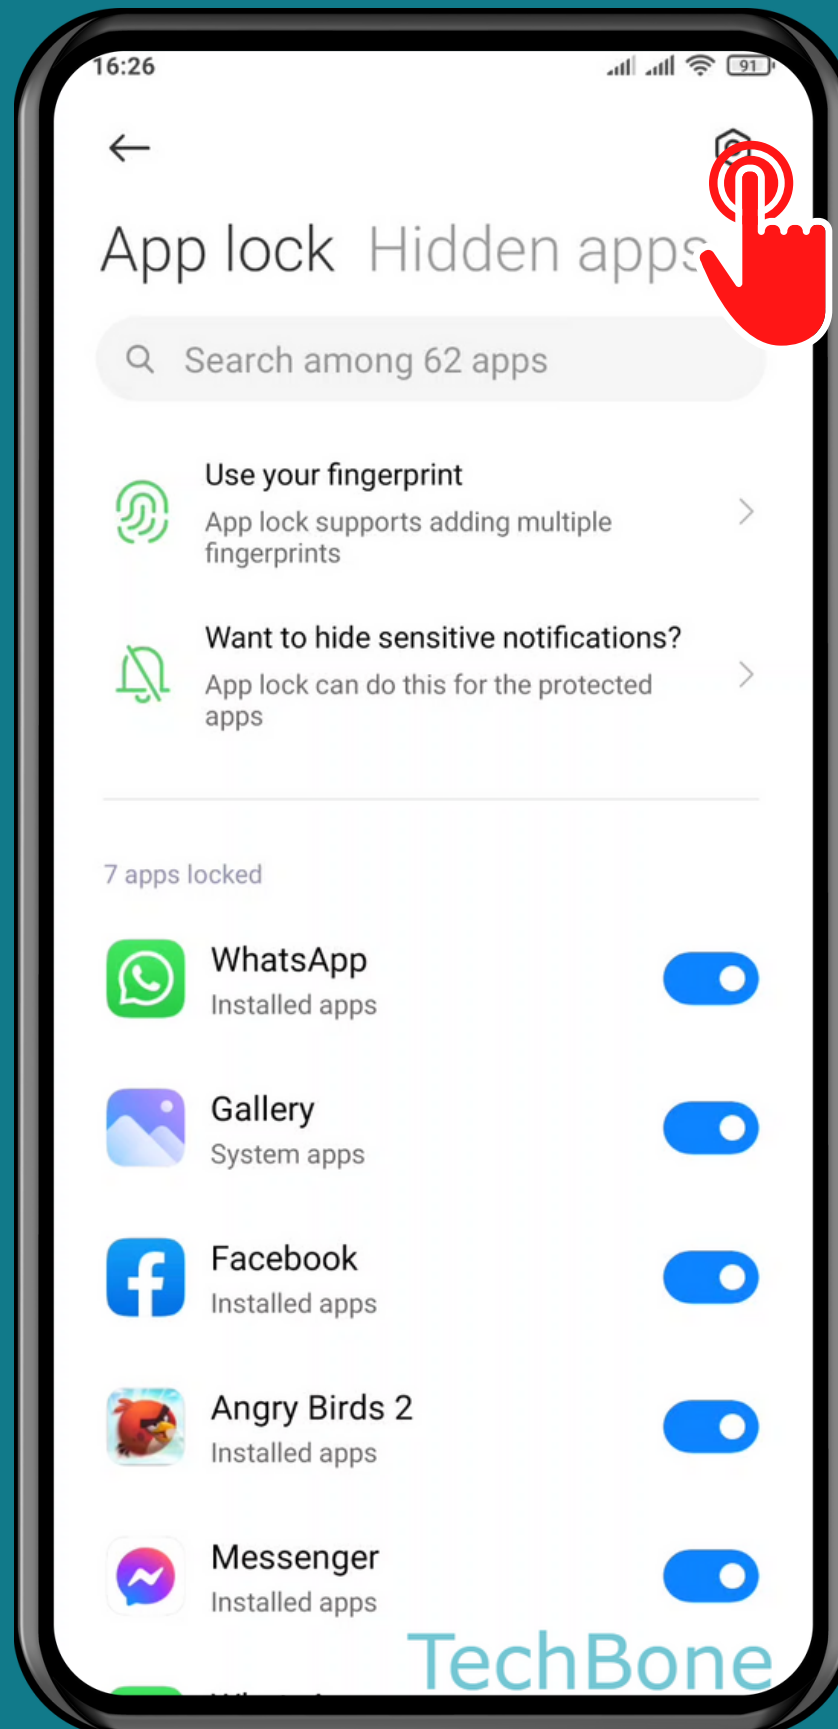 16:26
91
App lock Hidden apps
Search among 62 apps
Use your fingerprint
App lock supports adding multiple
fingerprints
Want to hide sensitive notifications?
App lock can do this for the protected
apps
7 apps locked
WhatsApp
Installed apps
Gallery
System apps
Facebook
Installed apps
Angry Birds 2
Installed apps
Messenger
Installed apps
TechBone